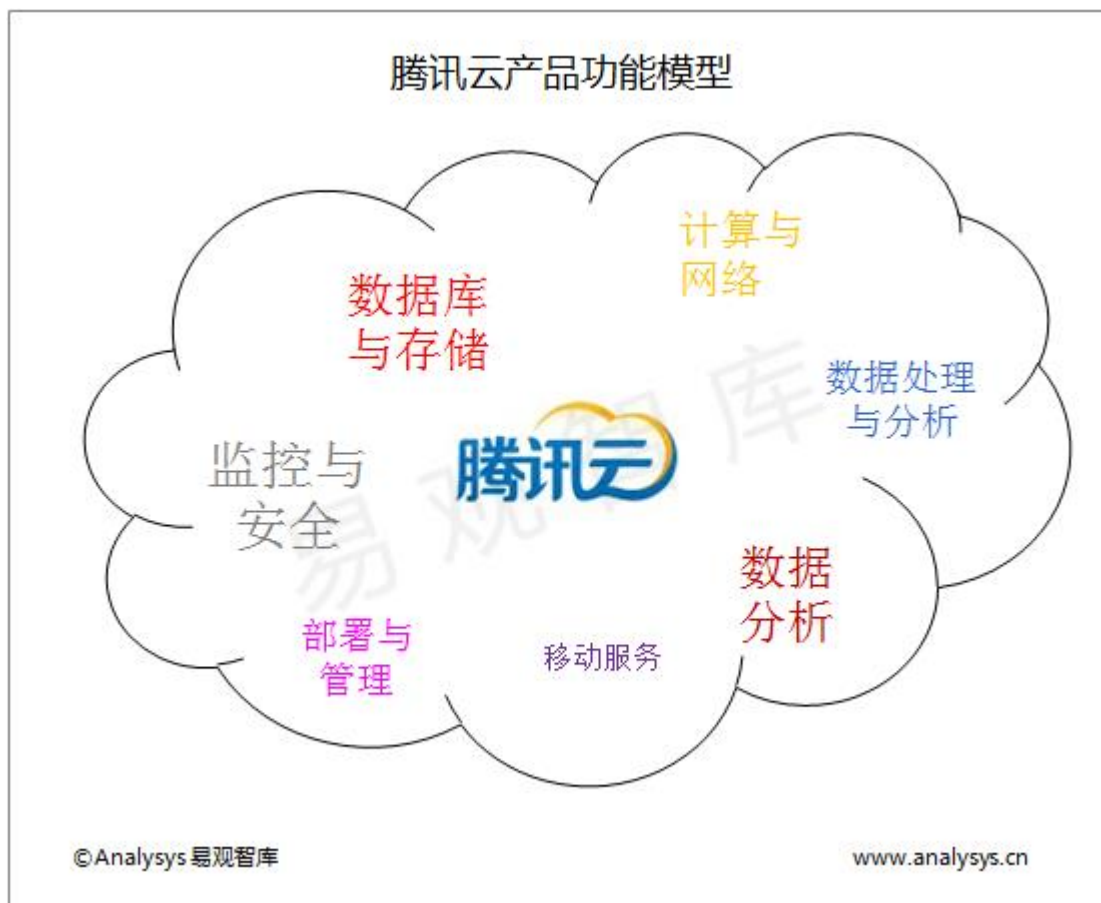 腾讯云产品功能模型
计算与
网络
数据库
与存储
数据处理
与分析
腾讯云
监控与
安全
数据
分析
部署与
管理
移动服务
易观智库
©Analysys 易观智库
www.analysys.cn